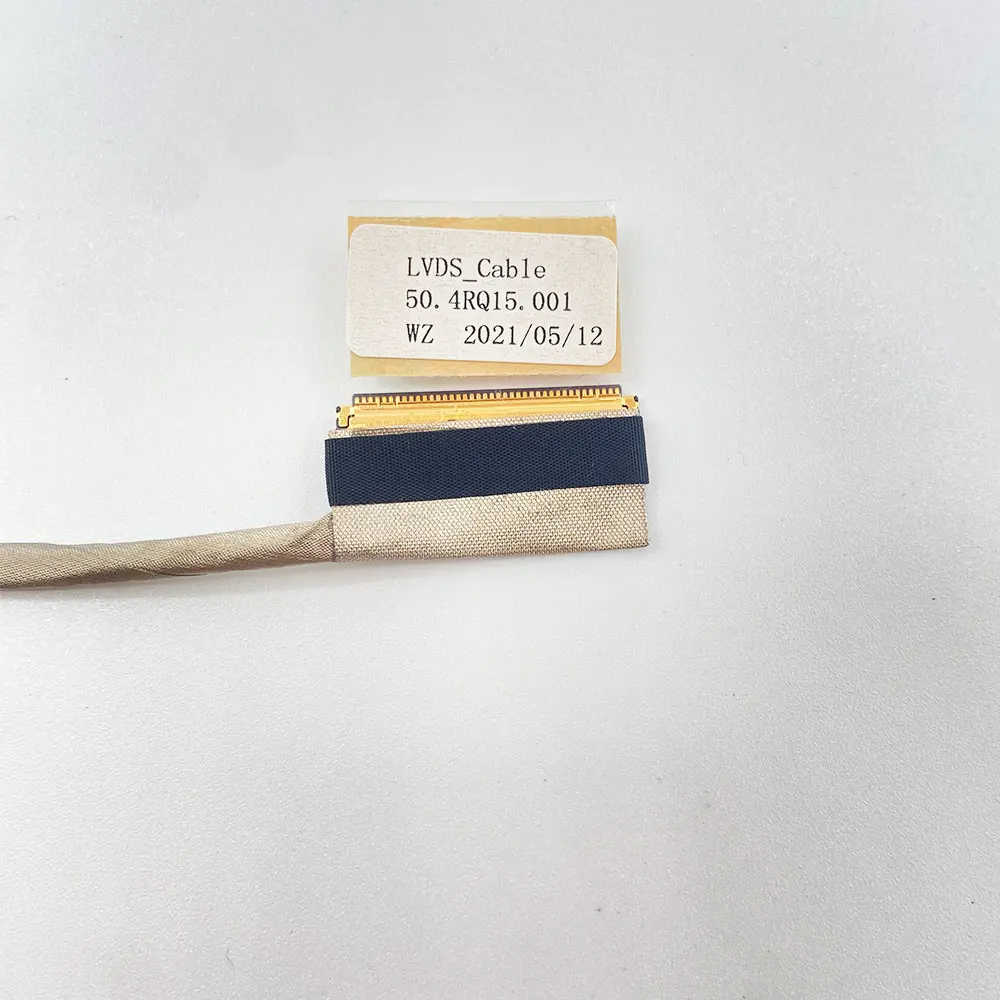 LVDS_Cable
50.4RQ15.001
WZ 2021/05/12